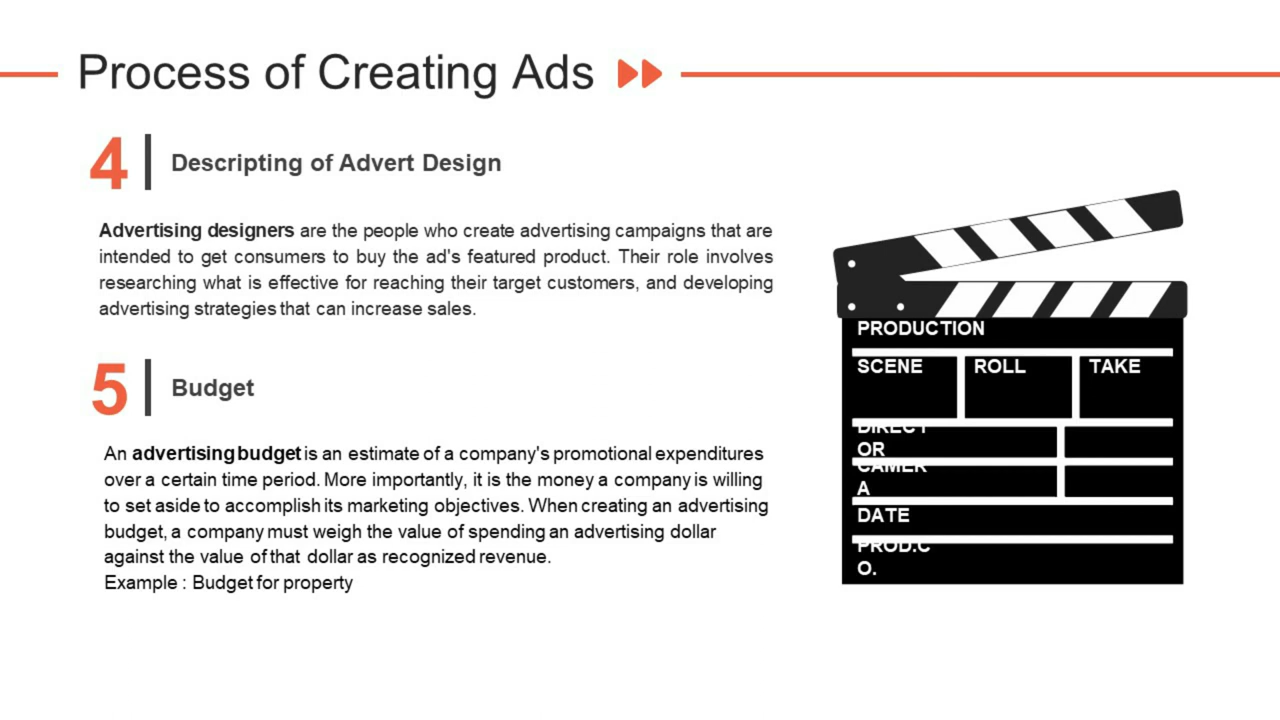 Process of Creating Ads
4
Descripting of Advert Design
Advertising designers are the people who create advertising campaigns that are
intended to get consumers to buy the ad's featured product. Their role involves
researching what is effective for reaching their target customers, and developing
advertising strategies that can increase sales.
5
Budget
An advertising budget is an estimate of a company's promotional expenditures
over a certain time period. More importantly, it is the money a company is willing
to set aside to accomplish its marketing objectives. When creating an advertising
budget, a company must weigh the value of spending an advertising dollar
against the value of that dollar as recognized revenue.
Example : Budget for property
PRODUCTION
SCENE ROLL TAKE
DIRECT
OR
CAMER
A
DATE
PROD.C
O.